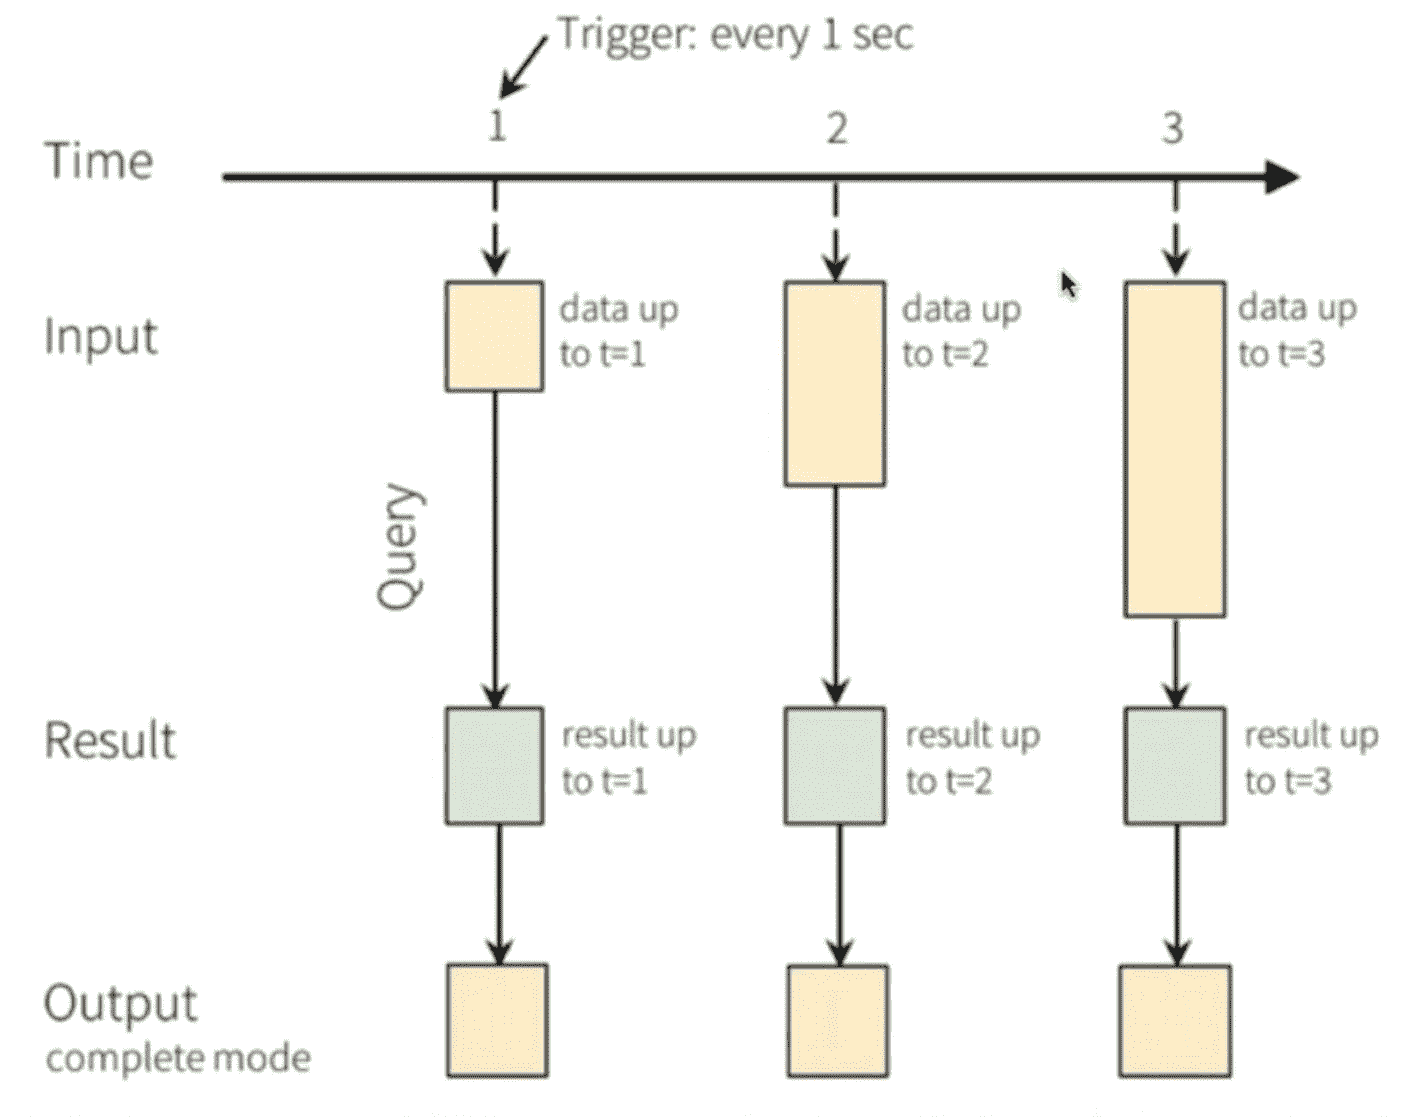 Trigger: every 1 sec
1 2 3
Time
Input
data up
to t=1
data up
to t=2
data up
to t=3
Query
Result
result up
to t=1
result up
to t=2
result up
to t=3
Output
complete mode